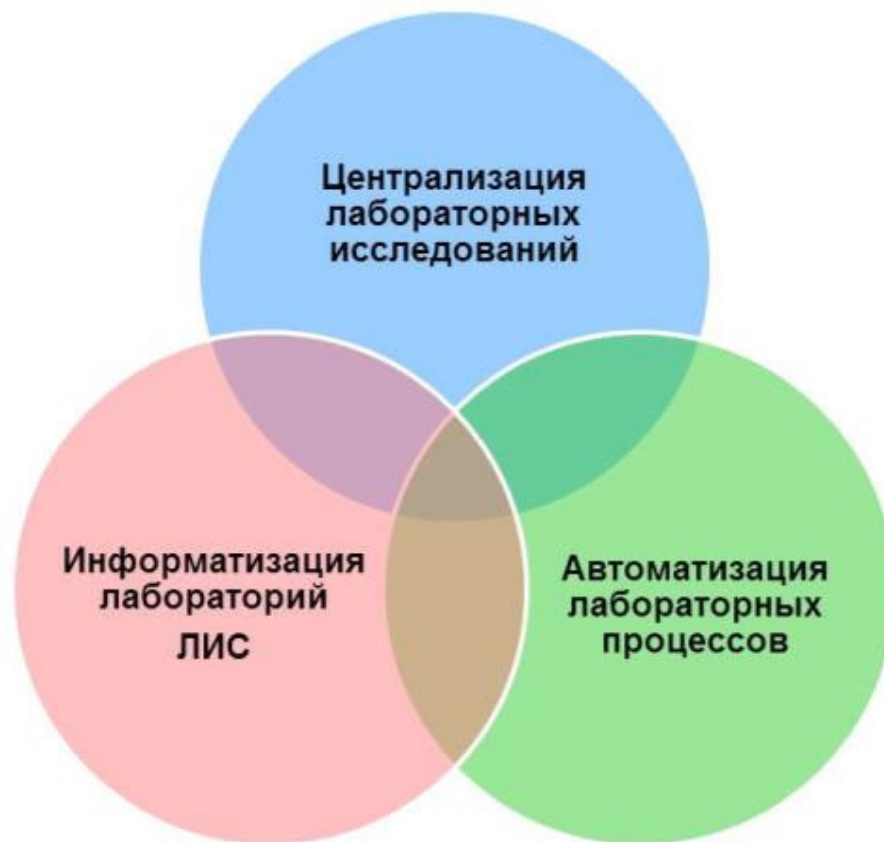 Централизация
лабораторных
исследований
Информатизация
лабораторий
ЛИС
Автоматизация
лабораторных
процессов